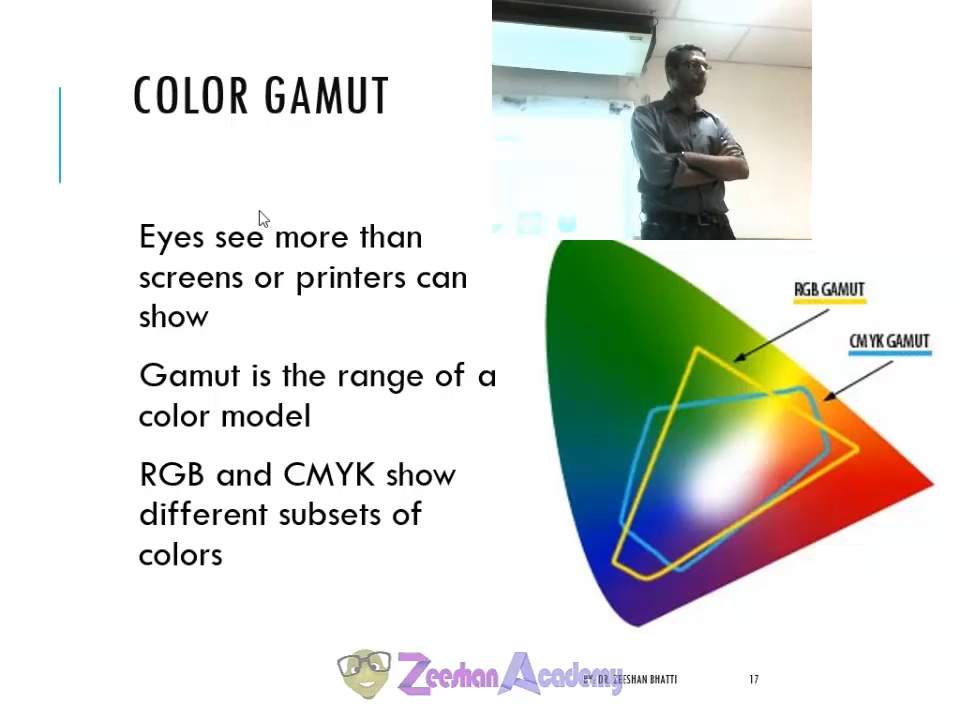 COLOR GAMUT
Eyes see more than
screens or printers can
show
Gamut is the range of a
color model
RGB and CMYK show
different subsets of
colors
RGB GAMUT
CMYK GAMUT
Zeeshan Academy
BY: DR. ZEESHAN BHATTI
17